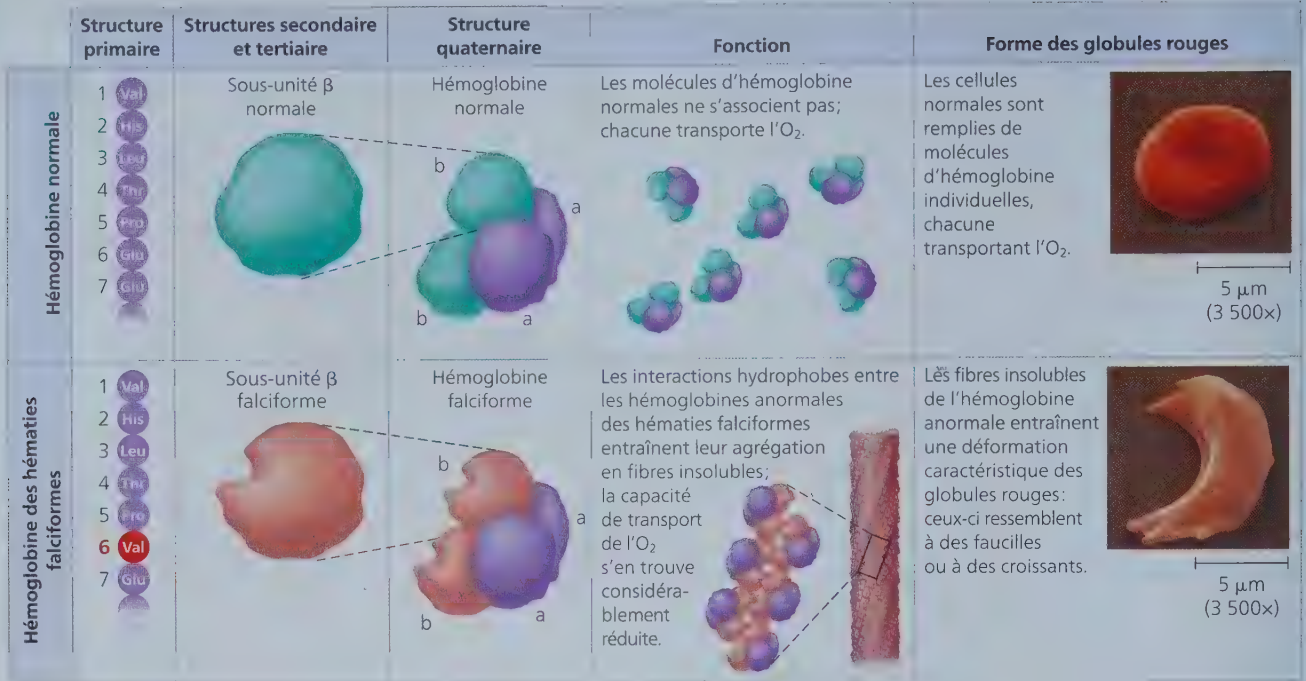 Structure
primaire
Structures secondaire
et tertiaire
Structure
quaternaire
Fonction
Forme des globules rouges
Hémoglobine normale
1 Val
2 His
3 Leu
4 Thr
5 Pro
6 Glu
7 Glu
Sous-unité β
normale
Hémoglobine
normale
b
a
b
a
Les molécules d'hémoglobine
normales ne s'associent pas;
chacune transporte l'O₂.
Les cellules
normales sont
remplies de
molécules
d'hémoglobine
individuelles,
chacune
transportant l'O₂.
5 µm
(3 500x)
Hémoglobine des hématies
falciformes
1 Val
2 His
3 Leu
4 Thr
5 Pro
6 Val
7 Glu
Sous-unité β
falciforme
Hémoglobine
falciforme
b
a
b
a
Les interactions hydrophobes entre
les hémoglobines anormales
des hématies falciformes
entraînent leur agrégation
en fibres insolubles;
la capacité
de transport
de l'O₂
s'en trouve
considéra-
blement
réduite.
Les fibres insolubles
de l'hémoglobine
anormale entraînent
une déformation
caractéristique des
globules rouges:
ceux-ci ressemblent
à des faucilles
ou à des croissants.
5 µm
(3 500x)